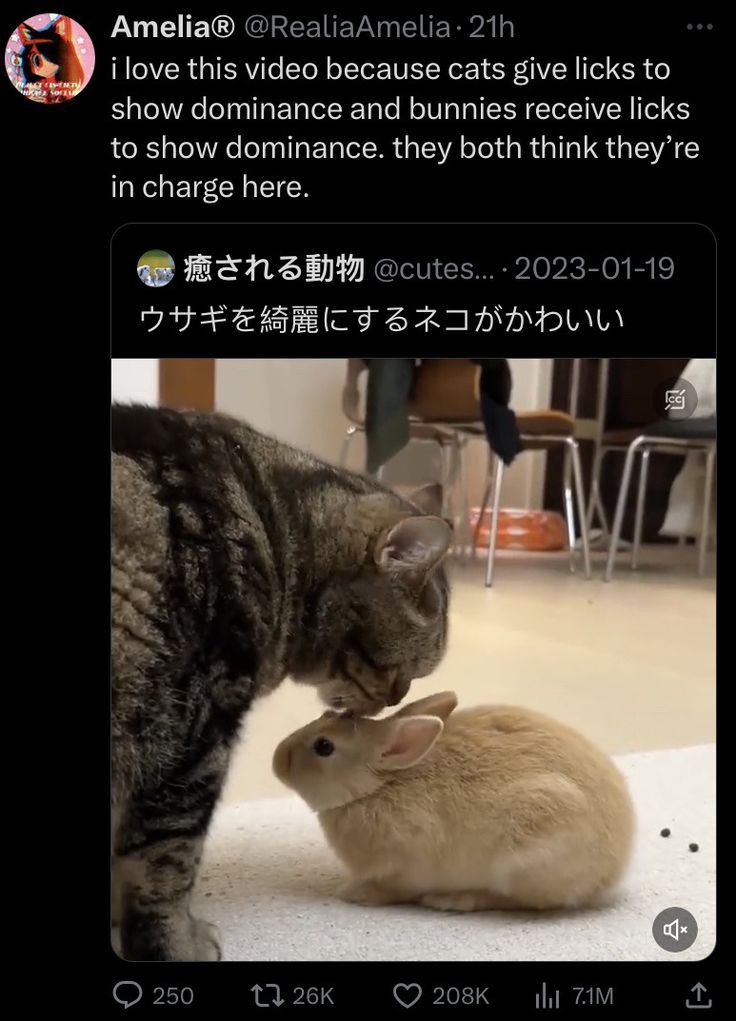 Amelia® @RealiaAmelia · 21h
i love this video because cats give licks to
show dominance and bunnies receive licks
to show dominance. they both think they’re
in charge here.
癒される動物 @cutes... · 2023-01-19
ウサギを綺麗にするネコがかわいい
CC
250 26K 208K 7.1M